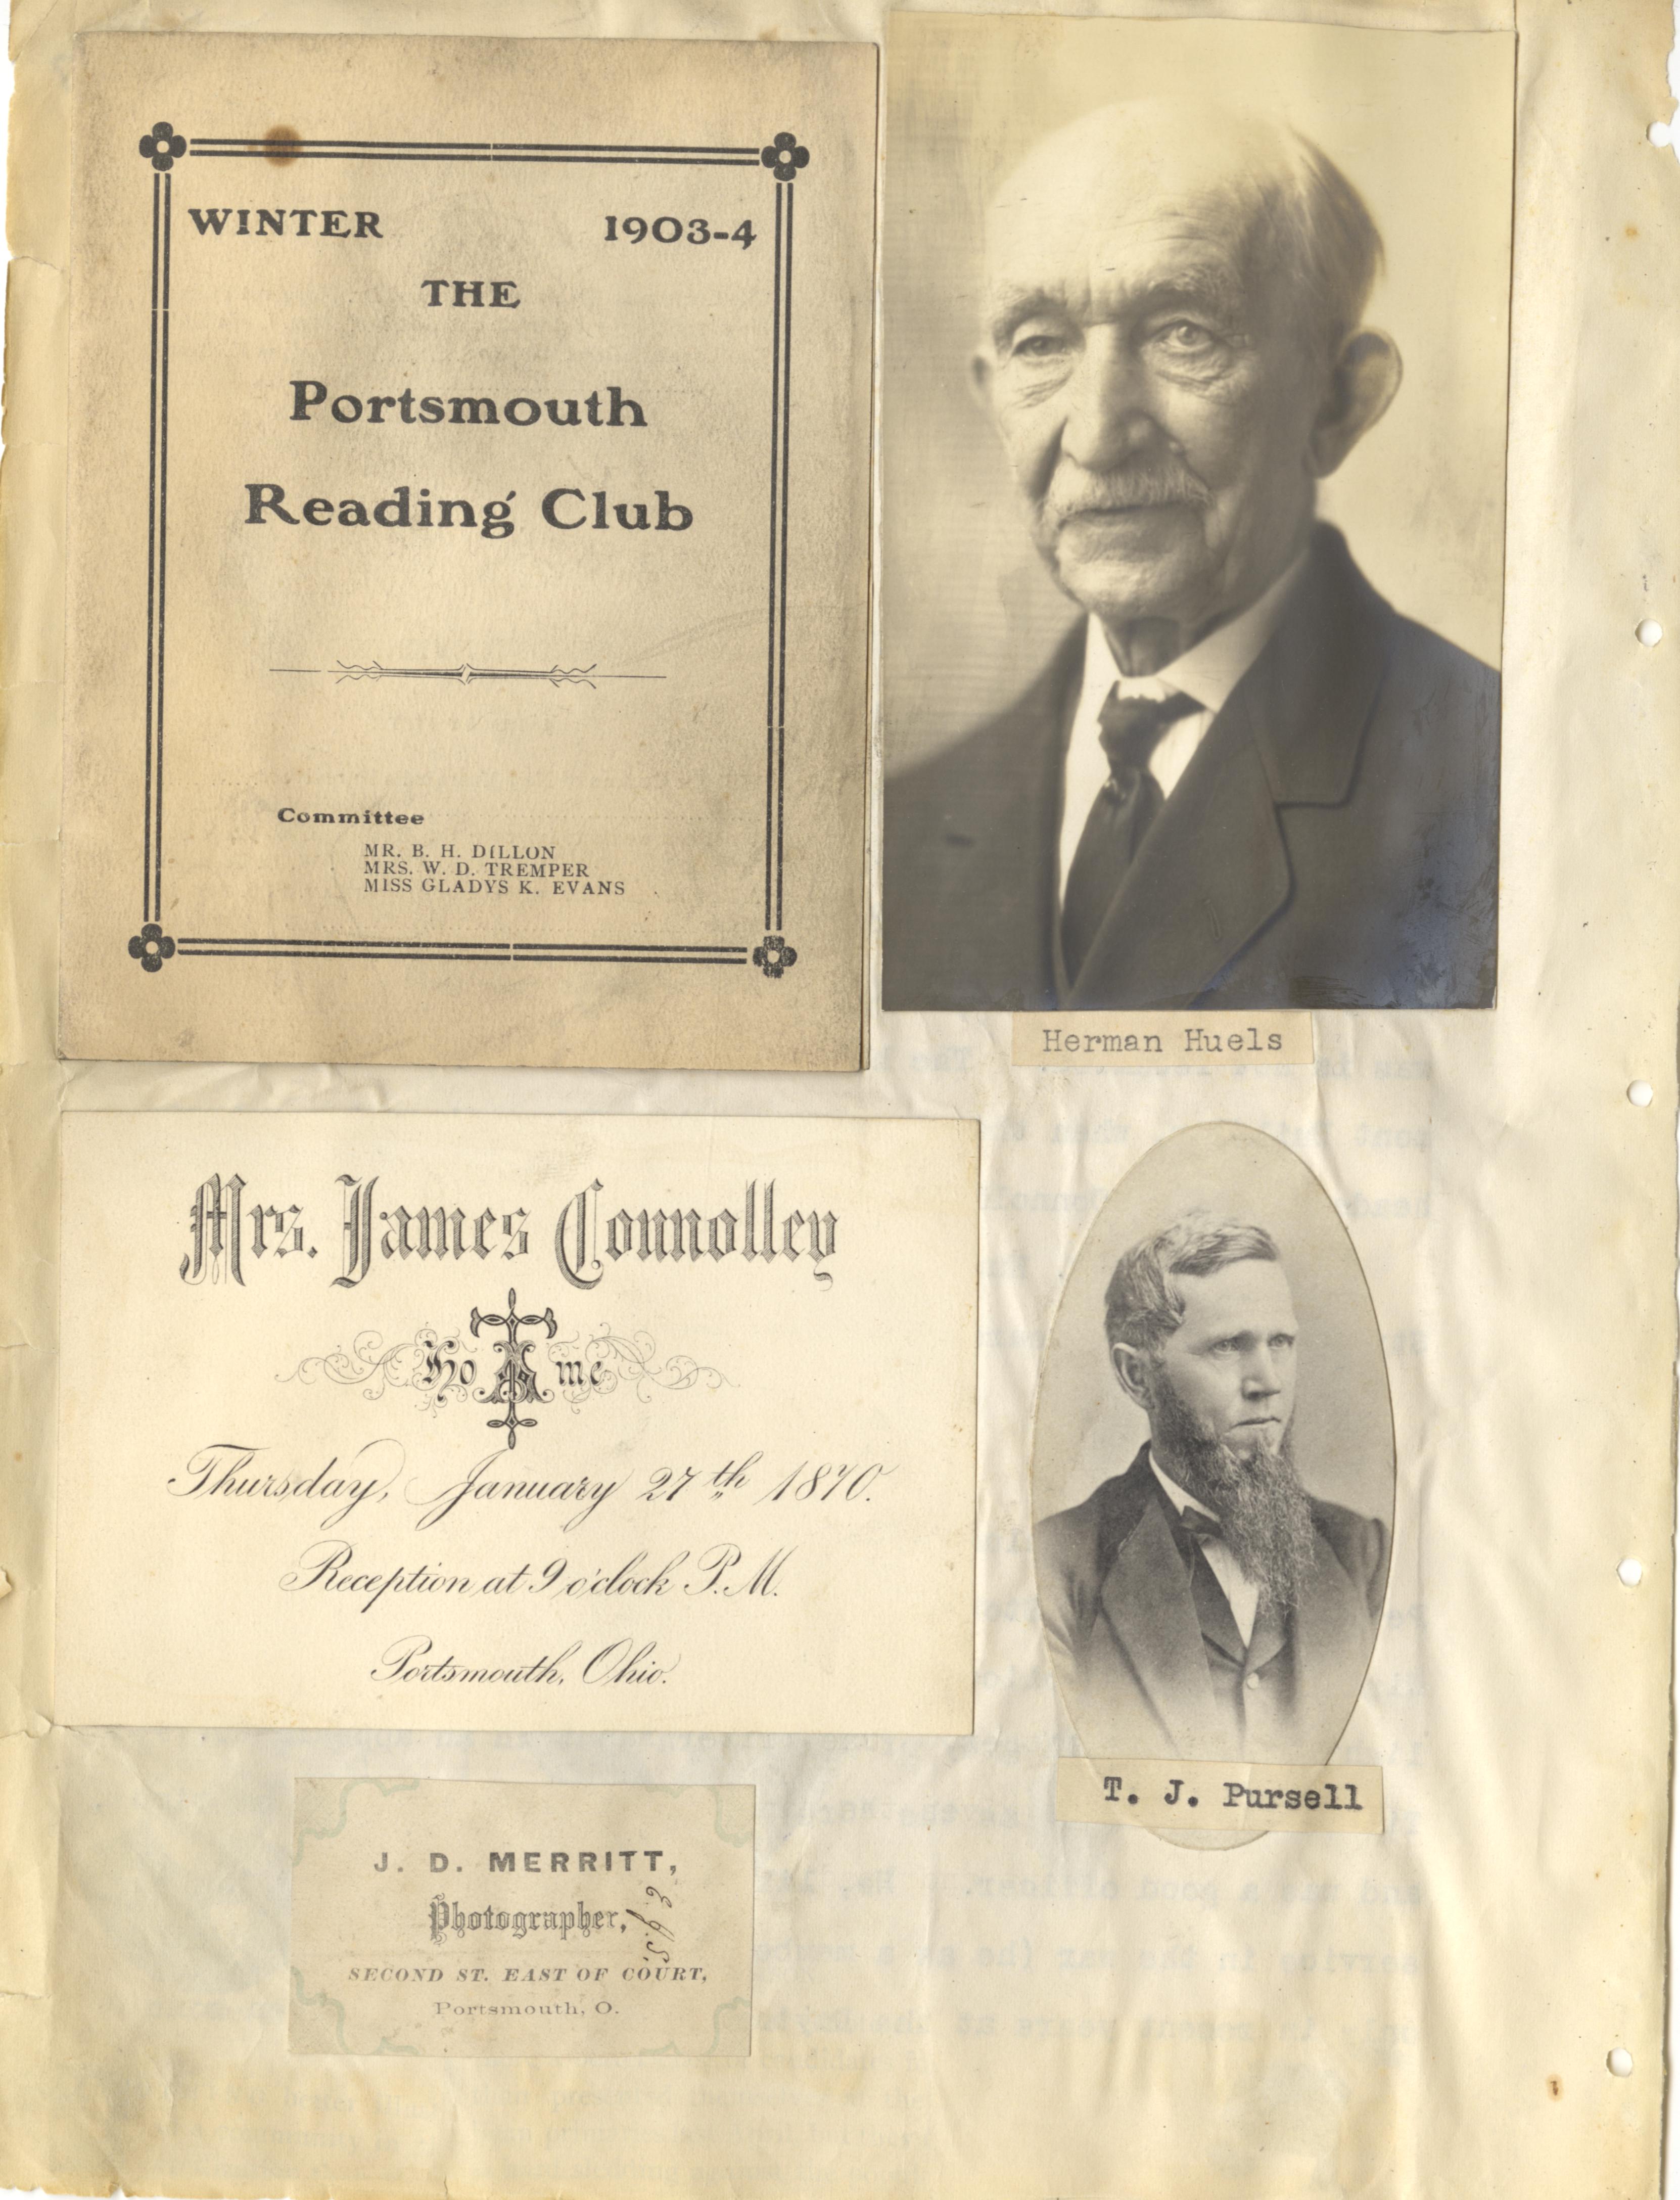 WINTER 1903-4
THE
Portsmouth
Reading Club
Committee
MR. B. H. DILLON
MRS. W. D. TREMPER
MISS GLADYS K. EVANS
Herman Huels
Mrs. James Connolley
At Home
Thursday, January 27th 1870.
Reception at 9 o'clock P.M.
Portsmouth, Ohio.
T. J. Pursell
J. D. MERRITT,
Photographer,
SECOND ST. EAST OF COURT,
Portsmouth, O.